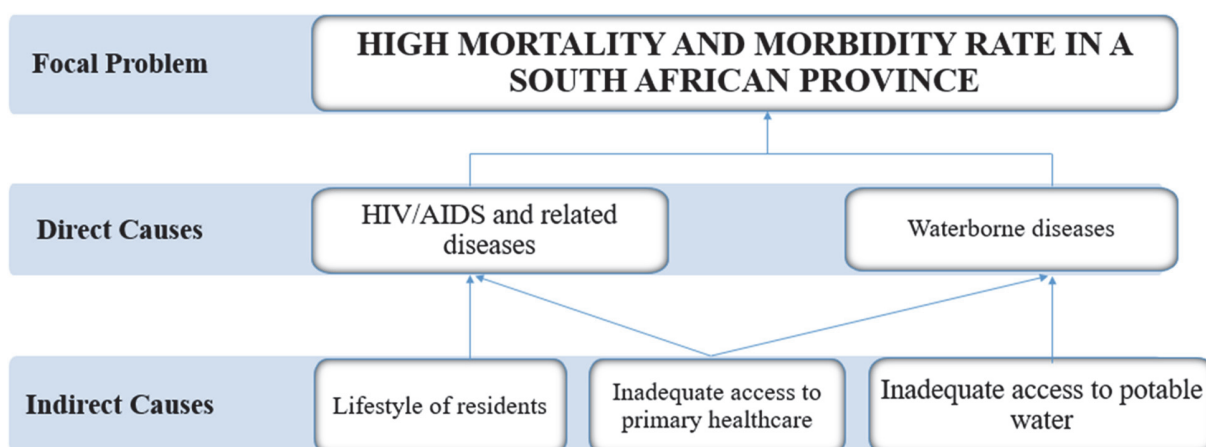 Focal Problem
HIGH MORTALITY AND MORBIDITY RATE IN A
SOUTH AFRICAN PROVINCE
Direct Causes
HIV/AIDS and related
diseases
Waterborne diseases
Indirect Causes
Lifestyle of residents
Inadequate access to
primary healthcare
Inadequate access to potable
water